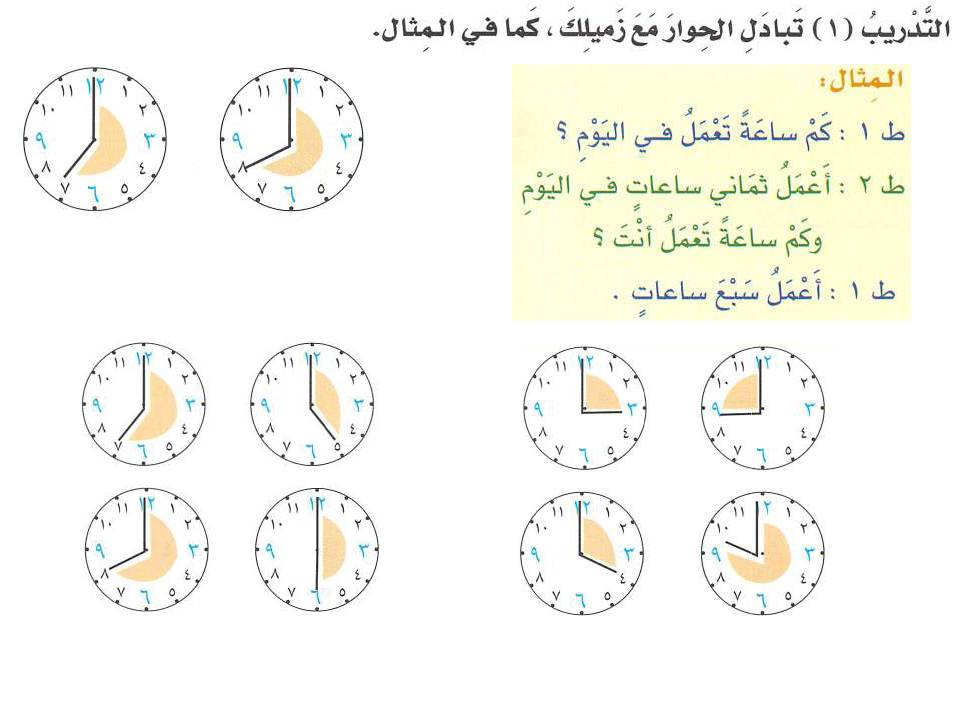 التَّدْريبُ (١) تَبادَلِ الحِوارَ مَعَ زَميلِكَ، كَما في المِثال.
المِثال:
ط ١ : كَمْ ساعَةً تَعْمَلُ في اليَوْمِ ؟
ط ٢ : أَعْمَلُ ثمَاني ساعاتٍ في اليَوْمِ
وكَمْ ساعَةً تَعْمَلُ أنْتَ ؟
ط ١ : أَعْمَلُ سَبْعَ ساعاتٍ .
١٢ ١ ٢ ٣ ٤ ٥ ٦ ٧ ٨ ٩ ١٠ ١١
١٢ ١ ٢ ٣ ٤ ٥ ٦ ٧ ٨ ٩ ١٠ ١١
١٢ ١ ٢ ٣ ٤ ٥ ٦ ٧ ٨ ٩ ١٠ ١١
١٢ ١ ٢ ٣ ٤ ٥ ٦ ٧ ٨ ٩ ١٠ ١١
١٢ ١ ٢ ٣ ٤ ٥ ٦ ٧ ٨ ٩ ١٠ ١١
١٢ ١ ٢ ٣ ٤ ٥ ٦ ٧ ٨ ٩ ١٠ ١١
١٢ ١ ٢ ٣ ٤ ٥ ٦ ٧ ٨ ٩ ١٠ ١١
١٢ ١ ٢ ٣ ٤ ٥ ٦ ٧ ٨ ٩ ١٠ ١١
١٢ ١ ٢ ٣ ٤ ٥ ٦ ٧ ٨ ٩ ١٠ ١١
١٢ ١ ٢ ٣ ٤ ٥ ٦ ٧ ٨ ٩ ١٠ ١١